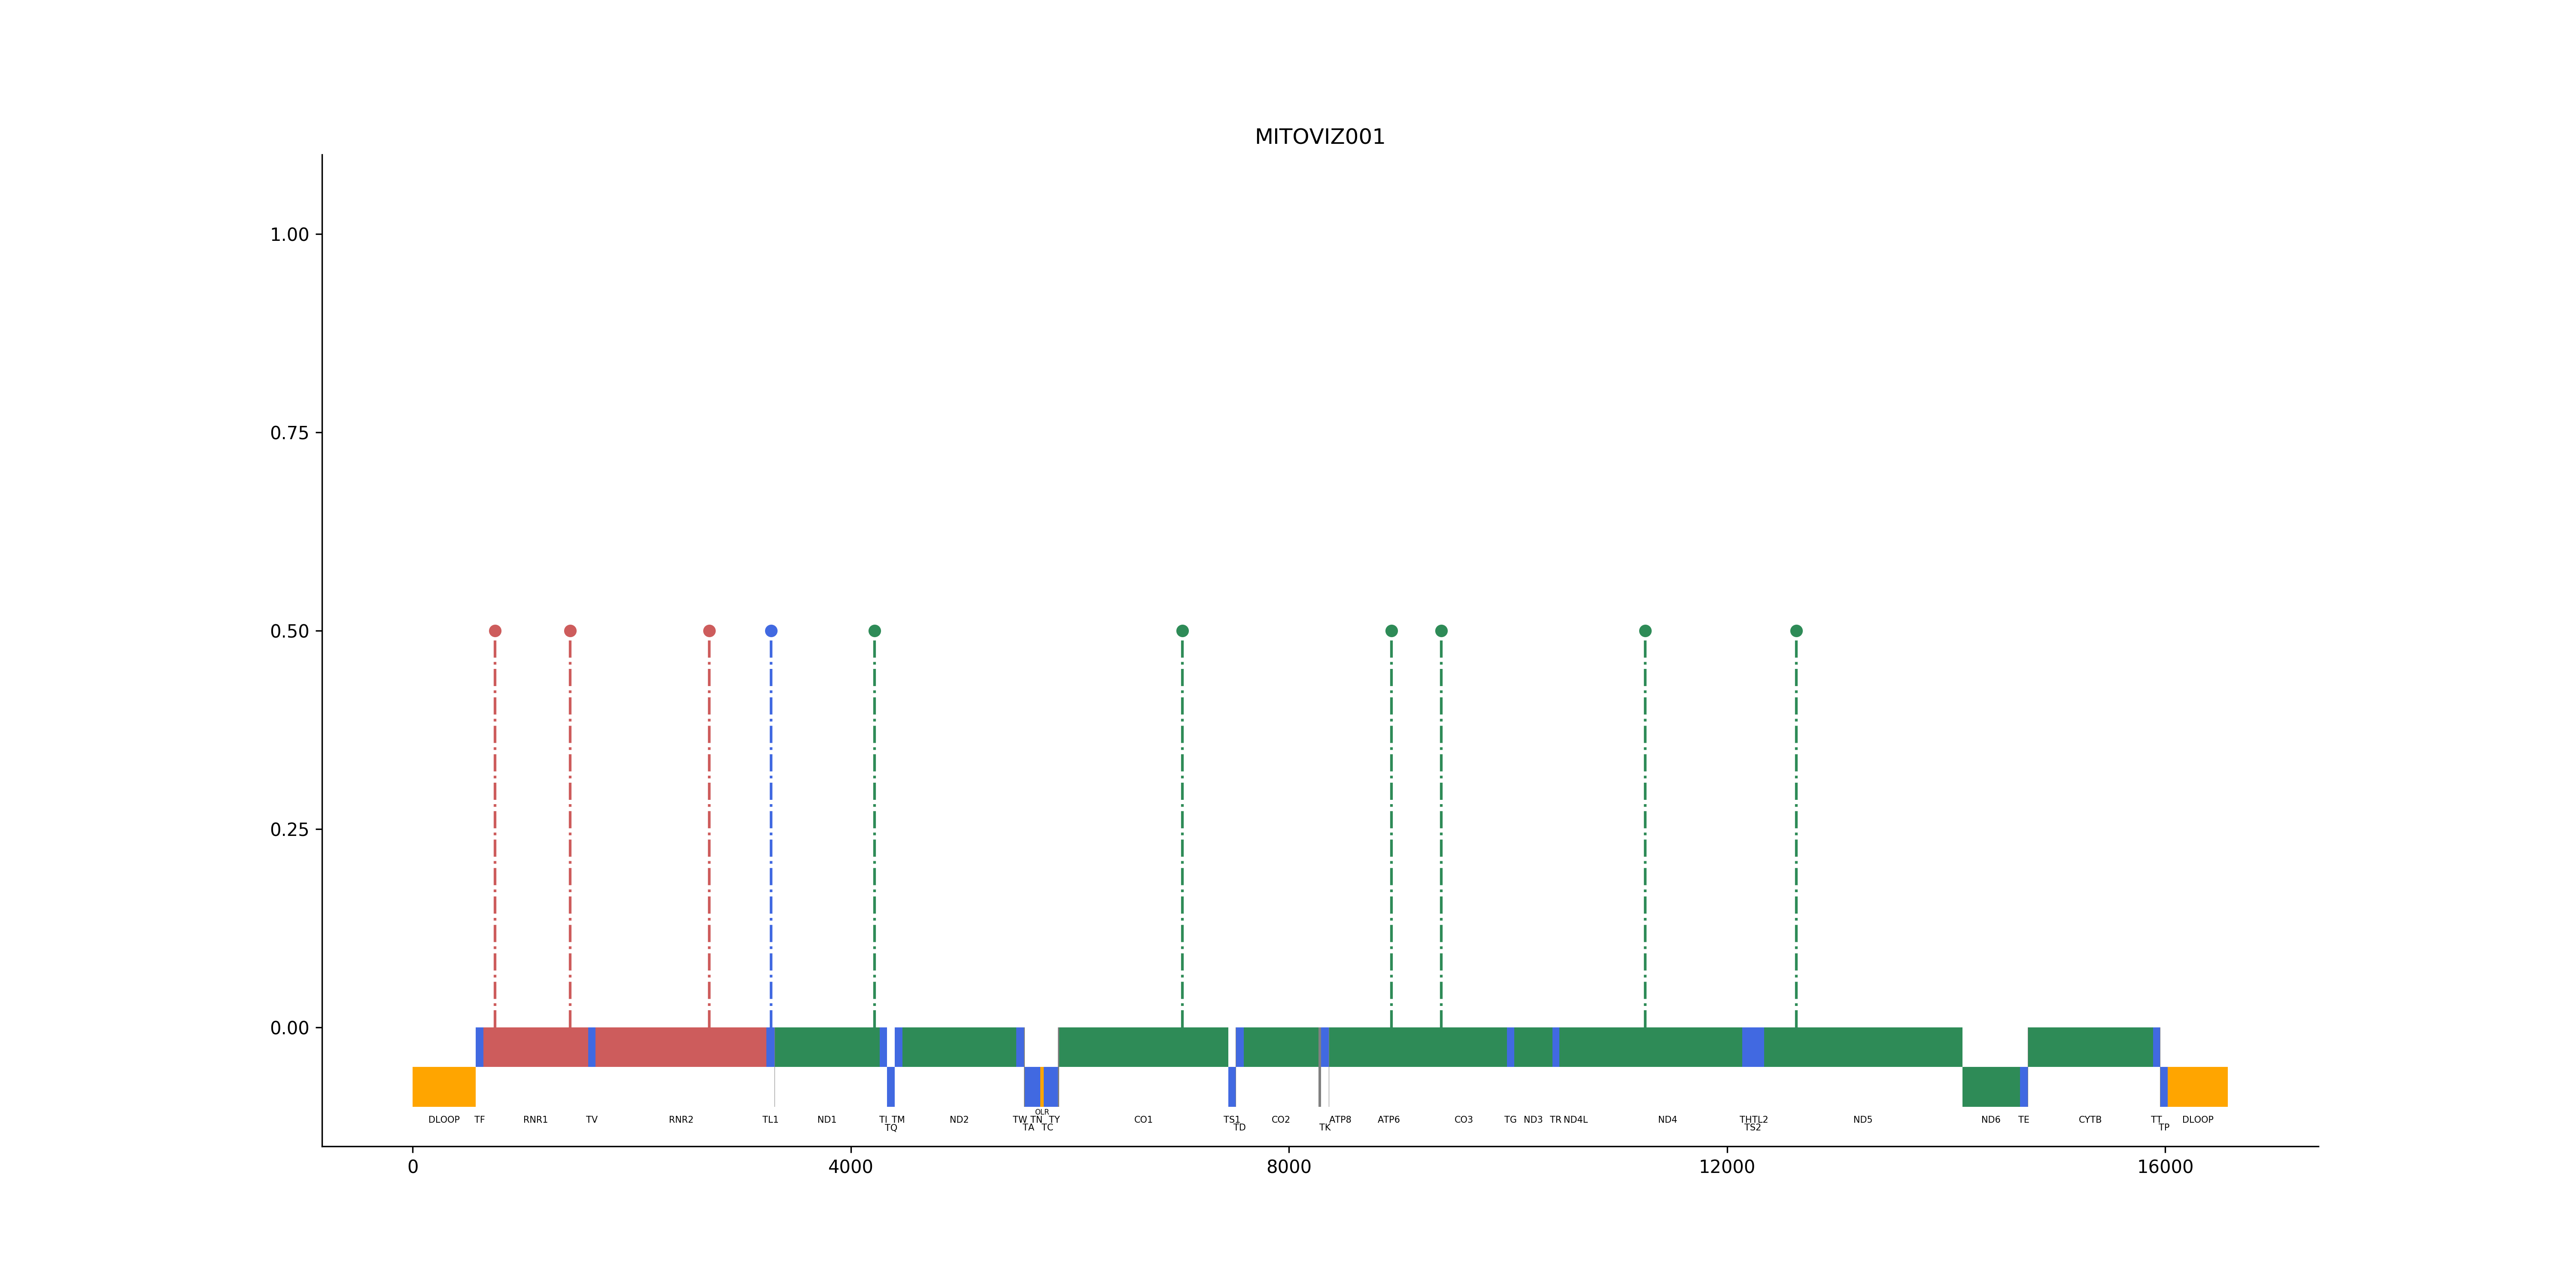 MITOVIZ001
1.00
0.75
0.50
0.25
0.00
OLR
DLOOP TF RNR1 TV RNR2 TL1 ND1 TI TM ND2 TW TN TY CO1 TS1 CO2 ATP8 ATP6 CO3 TG ND3 TR ND4L ND4 THTL2 ND5 ND6 TE CYTB TT DLOOP
TQ TA TC TD TK TS2 TP
0 4000 8000 12000 16000